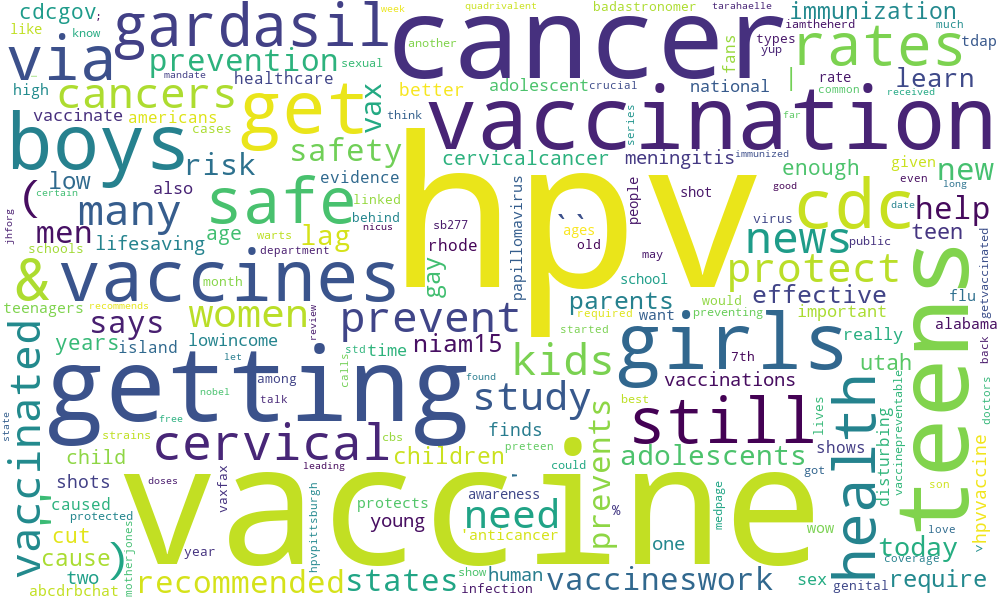 cdcgov
;
week
quadrivalent
badastronomer
tarahaelle
immunization
like
know
gardasil
cancer
another
fans
iamtheherd
types
yup
rates
much
tdap
via
prevention
sexual
|
mandate
high
cancers
healthcare
get
vax
better
adolescent
crucial
national
rate
common
learn
received
vaccinate
americans
cases
think
series
vaccination
far
boys
risk
safety
cervicalcancer
meningitis
immunized
enough
given
new
even
low
also
evidence
linked
hpv
papillomavirus
people
shot
good
long
certain
(
many
safe
behind
sb277
nicus
``
ages
old
virus
cdc
date
help
jhforg
men
lifesaving
age
warts
lag
rhode
department
gay
may
news
public
teen
schools
&
vaccines
month
school
protect
flu
getvaccinated
teenagers
recommends
women
review
prevent
parents
want
would
preventing
effective
important
required
started
says
niam15
alabama
years
island
lowincome
let
calls
std
time
kids
girls
7th
really
utah
back
teens
state
vaccinated
getting
nobel
among
talk
found
study
vaccinations
best
still
lives
health
disturbing
vaccinepreventable
doctors
free
cervical
cbs
preteen
finds
prevents
child
strains
children
leading
-
could
adolescents
shows
got
son
hpvvaccine
shots
doses
vaccine
awareness
medpage
'
caused
protected
vaxfax
hpvpittsburgh
protects
young
need
%
wow
love
cut
motherjones
'anticancer
cause
)
year
one
today
v
coverage
two
abcdrbchat
recommended
states
show
infection
human
vaccineswork
sex
genital
require